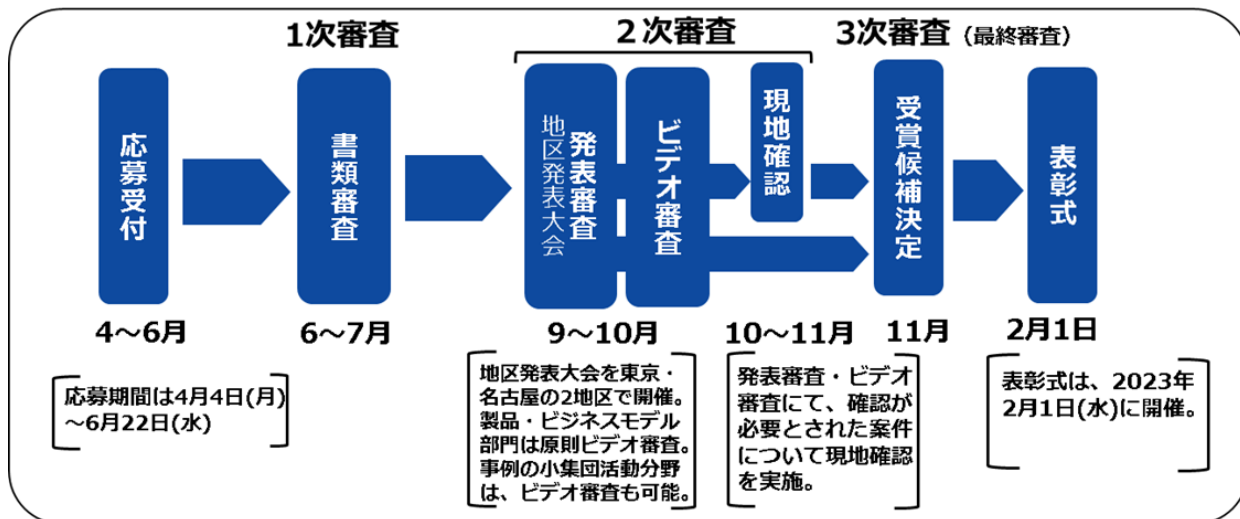 1次審査
2次審査
3次審査 (最終審査)
応募受付
書類審査
発表審査
地区発表大会
ビデオ審査
現地確認
受賞候補決定
表彰式
4～6月
6～7月
9～10月
10～11月
11月
2月1日
応募期間は4月4日(月)
～6月22日(水)
地区発表大会を東京・
名古屋の2地区で開催。
製品・ビジネスモデル
部門は原則ビデオ審査。
事例の小集団活動分野
は、ビデオ審査も可能。
発表審査・ビデオ
審査にて、確認が
必要とされた案件
について現地確認
を実施。
表彰式は、2023年
2月1日(水)に開催。